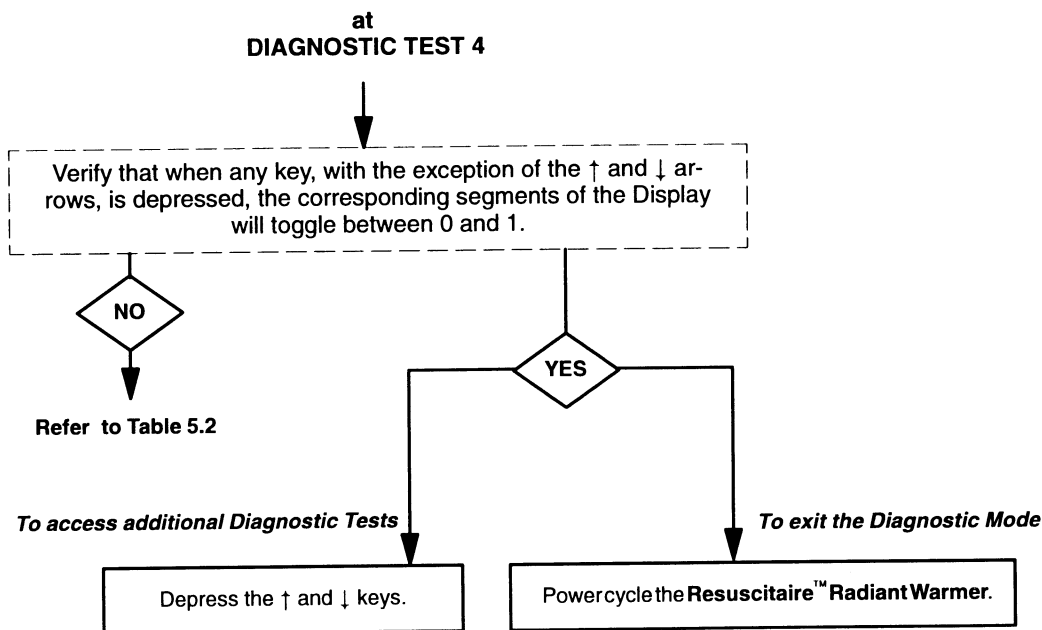 at
DIAGNOSTIC TEST 4
Verify that when any key, with the exception of the ↑ and ↓ ar-
rows, is depressed, the corresponding segments of the Display
will toggle between 0 and 1.
NO
YES
Refer to Table 5.2
To access additional Diagnostic Tests
To exit the Diagnostic Mode
Depress the ↑ and ↓ keys.
Power cycle the Resuscitaire™ Radiant Warmer.